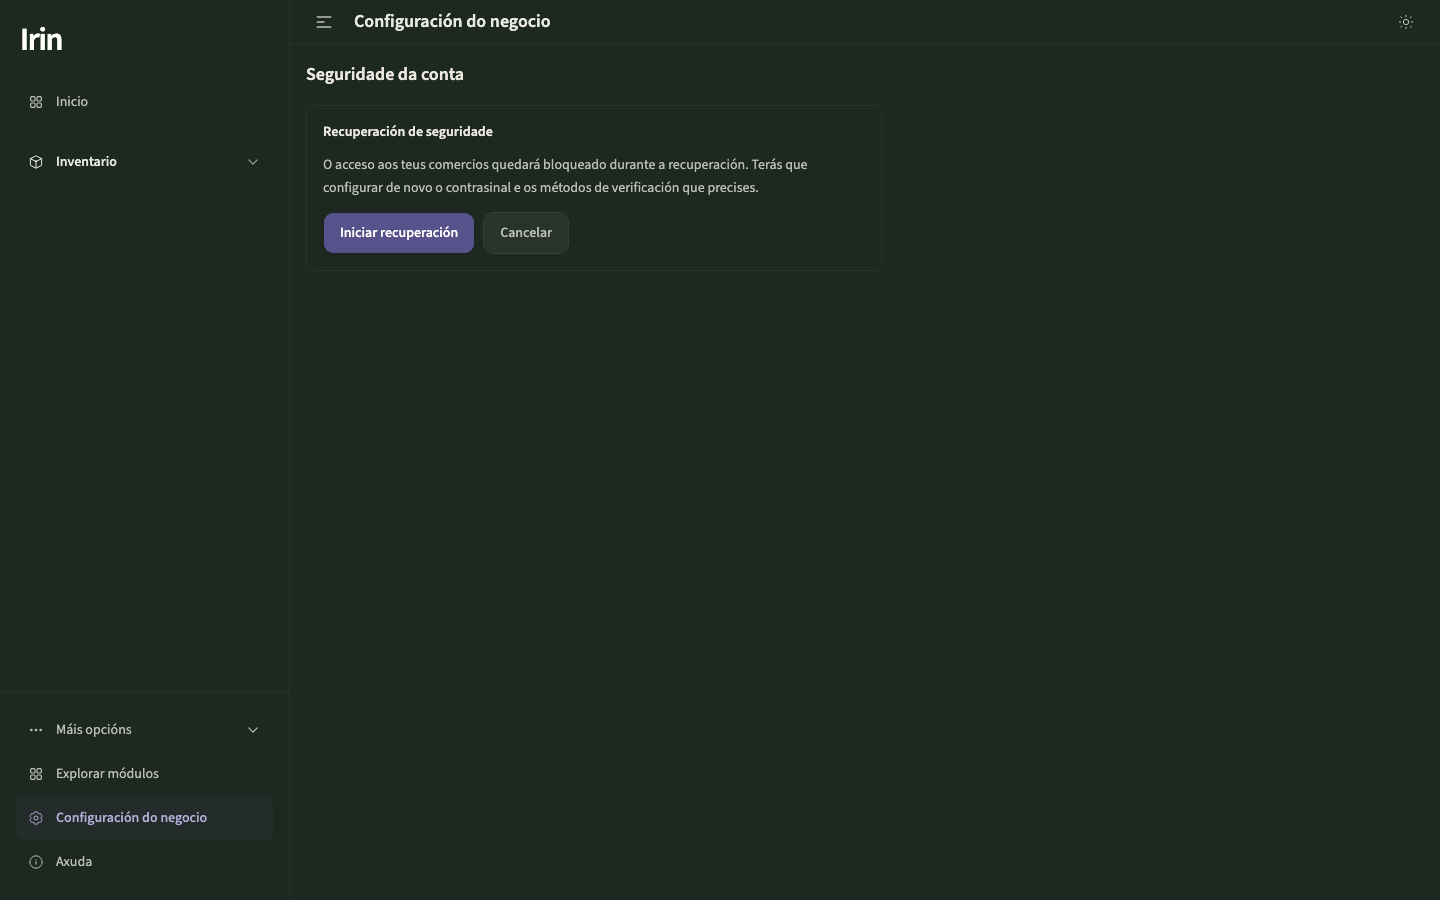 Irin
Inicio
Inventario
Máis opcións
Explorar módulos
Configuración do negocio
Axuda
Configuración do negocio
Seguridade da conta
Recuperación de seguridade
O acceso aos teus comercios quedará bloqueado durante a recuperación. Terás que
configurar de novo o contrasinal e os métodos de verificación que precises.
Iniciar recuperación
Cancelar